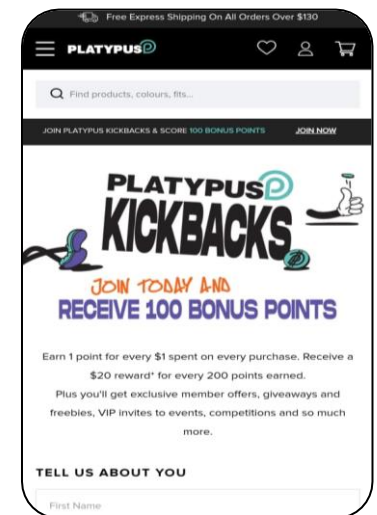 Free Express Shipping On All Orders Over $130
PLATYPUS
Find products, colours, fits...
JOIN PLATYPUS KICKBACKS & SCORE 100 BONUS POINTS JOIN NOW
PLATYPUS
KICKBACKS
JOIN TODAY AND
RECEIVE 100 BONUS POINTS
Earn 1 point for every $1 spent on every purchase. Receive a
$20 reward* for every 200 points earned.
Plus you'll get exclusive member offers, giveaways and
freebies, VIP invites to events, competitions and so much
more.
TELL US ABOUT YOU
First Name